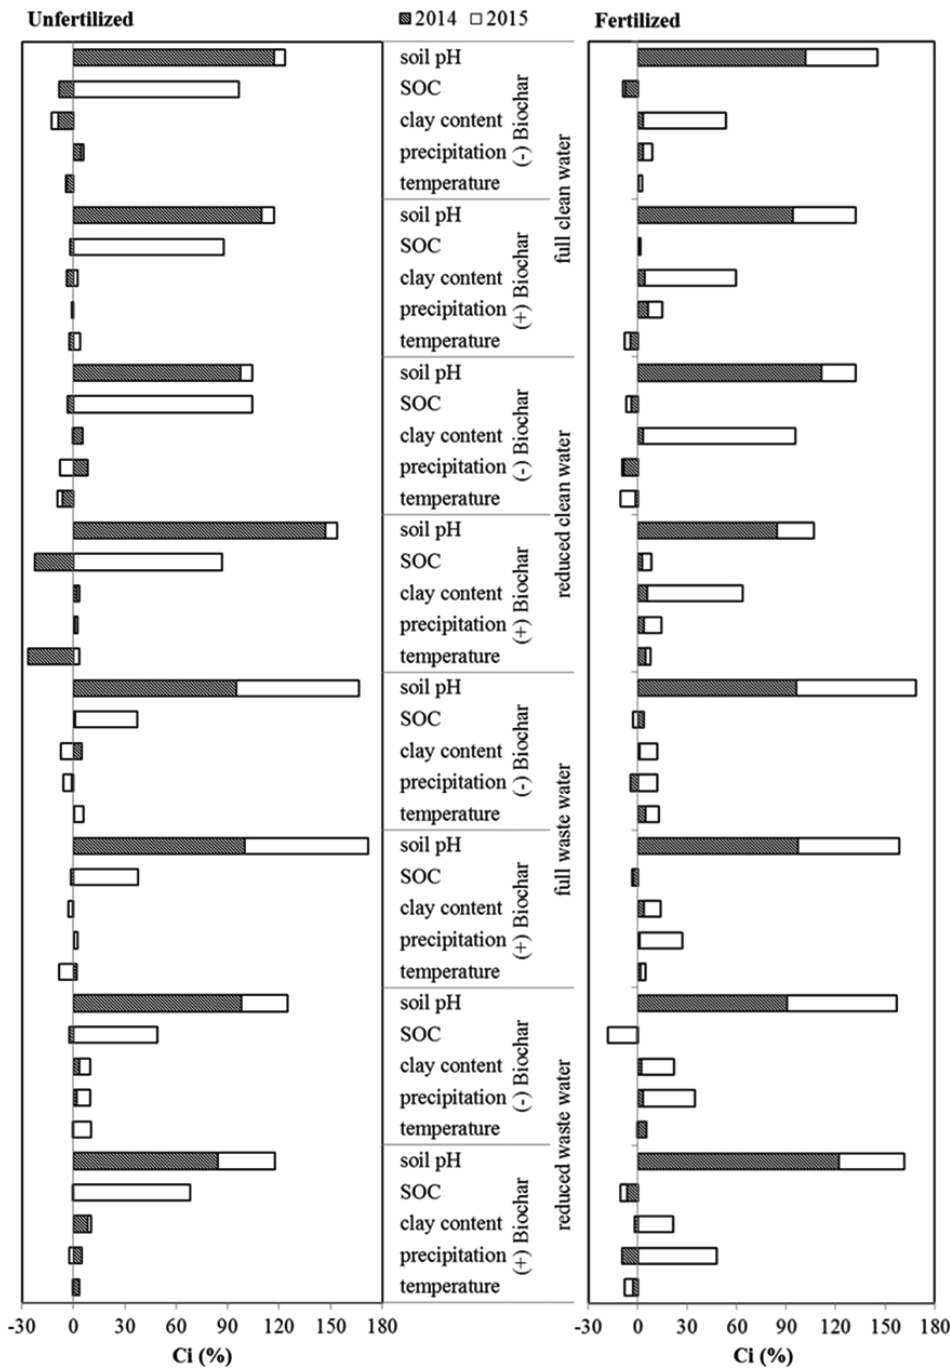 Unfertilized
2014 2015
Fertilized
soil pH
SOC
clay content
precipitation
temperature
(-) Biochar
soil pH
SOC
clay content
precipitation
temperature
(+) Biochar
full clean water
soil pH
SOC
clay content
precipitation
temperature
(-) Biochar
soil pH
SOC
clay content
precipitation
temperature
(+) Biochar
reduced clean water
soil pH
SOC
clay content
precipitation
temperature
(-) Biochar
soil pH
SOC
clay content
precipitation
temperature
(+) Biochar
full waste water
soil pH
SOC
clay content
precipitation
temperature
(-) Biochar
soil pH
SOC
clay content
precipitation
temperature
(+) Biochar
reduced waste water
-30 0 30 60 90 120 150 180
Ci (%)
-30 0 30 60 90 120 150 180
Ci (%)